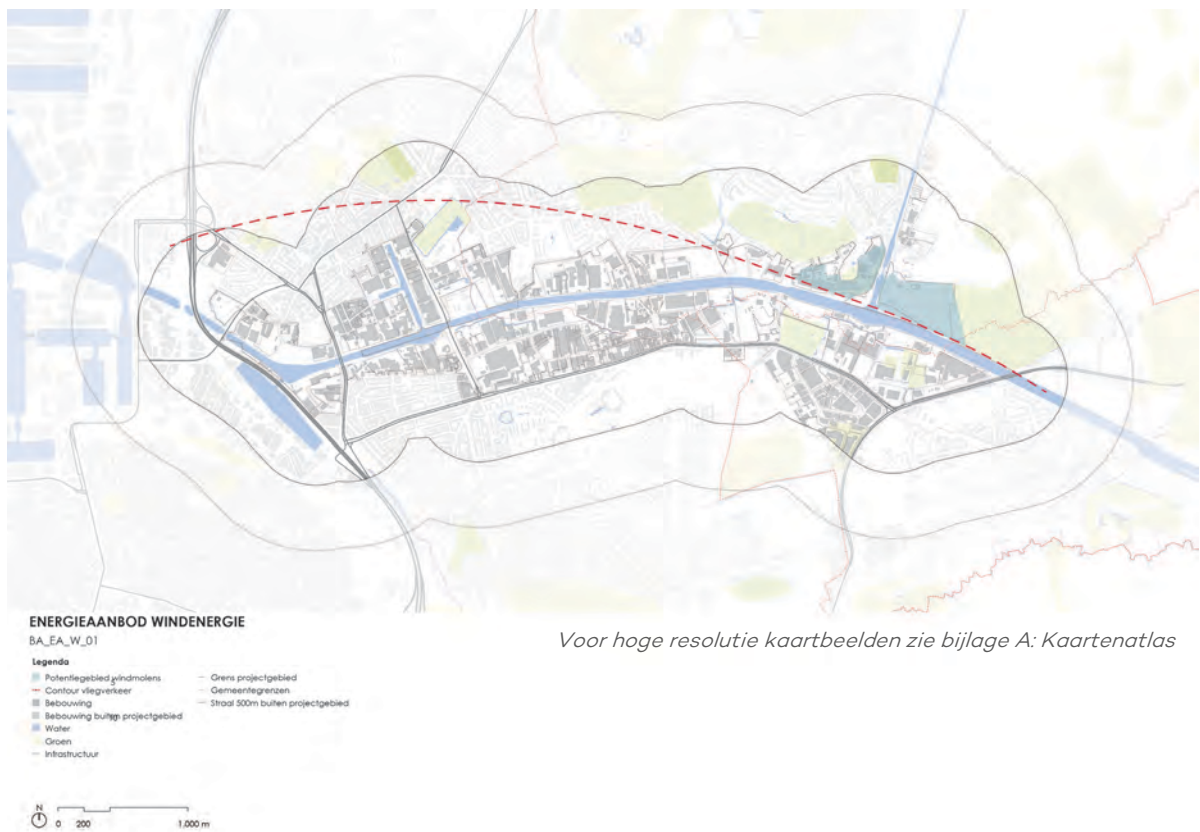 ENERGIEAANBOD WINDENERGIE
BA_EA_W_01
Voor hoge resolutie kaartbeelden zie bijlage A: Kaartenatlas
Legenda
Potentiegebied windmolens
Contour vliegverkeer
Bebouwing
Bebouwing buiten projectgebied
Water
Groen
Infrastructuur
Grens projectgebied
Gemeentegrenzen
Straal 500m buiten projectgebied
N
0 200 1.000 m